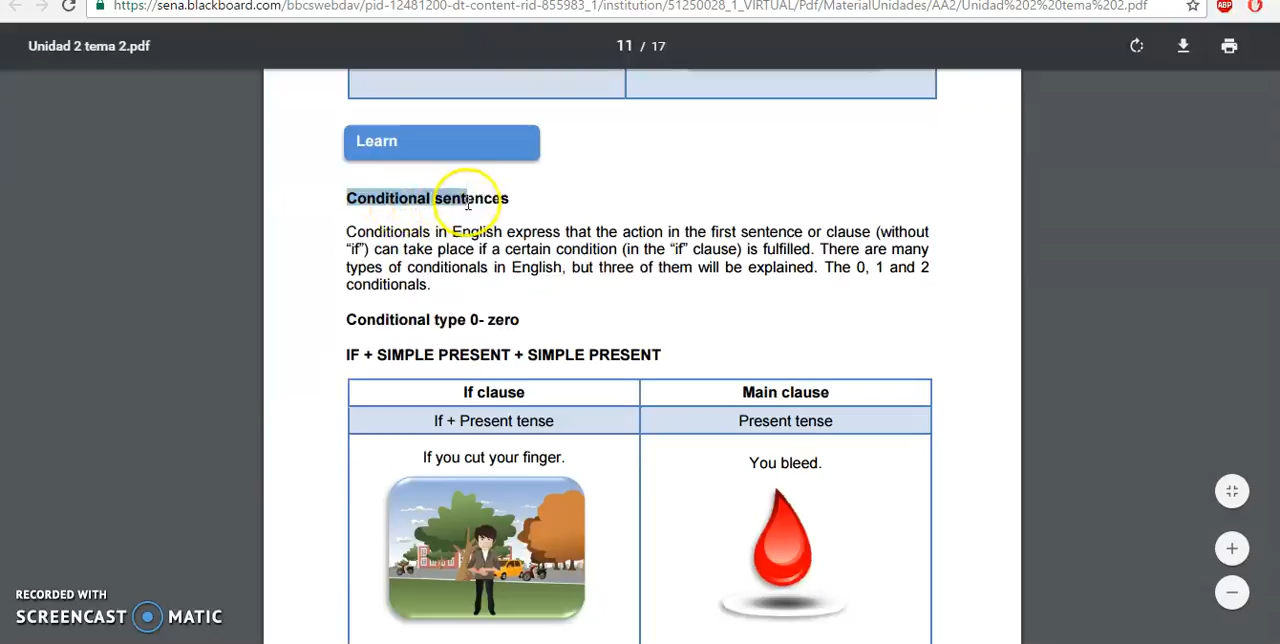 https://sena.blackboard.com/bbcswebdav/pid-12481200-dt-content-rid-855983_1/institution/51250028_1_VIRTUAL/Pdf/MaterialUnidades/AA2/Unidad%202%20tema%202.pdf
ABP
Unidad 2 tema 2.pdf
11 / 17
Learn
Conditional sentences
Conditionals in English express that the action in the first sentence or clause (without
“if”) can take place if a certain condition (in the “if” clause) is fulfilled. There are many
types of conditionals in English, but three of them will be explained. The 0, 1 and 2
conditionals.
Conditional type 0- zero
IF + SIMPLE PRESENT + SIMPLE PRESENT
If clause
Main clause
If + Present tense
Present tense
If you cut your finger.
You bleed.
RECORDED WITH
SCREENCAST MATIC